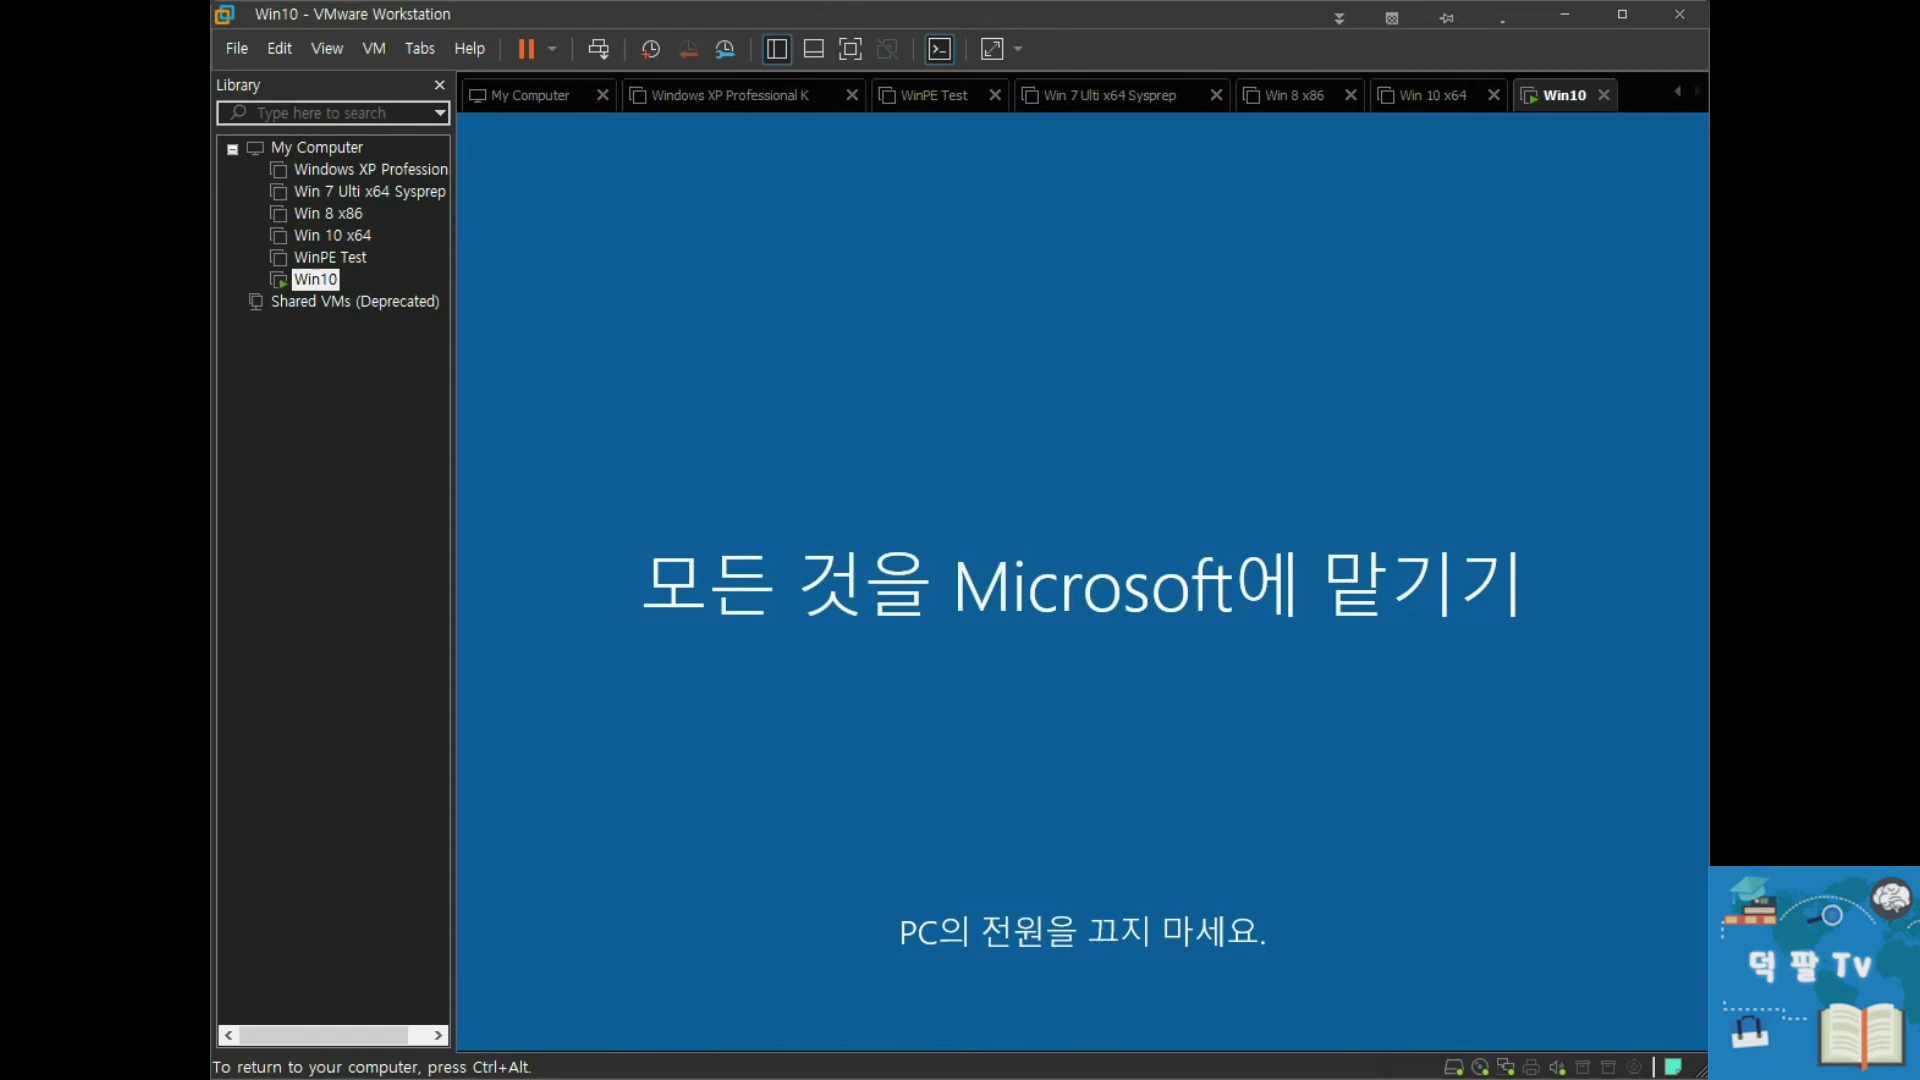 Win10 - VMware Workstation
File Edit View VM Tabs Help
Library
Type here to search
My Computer
Windows XP Profession
Win 7 Ulti x64 Sysprep
Win 8 x86
Win 10 x64
WinPE Test
Win10
Shared VMs (Deprecated)
My Computer Windows XP Professional K WinPE Test Win 7 Ulti x64 Sysprep Win 8 x86 Win 10 x64 Win10
모든 것을 Microsoft에 맡기기
PC의 전원을 끄지 마세요.
덕 팔 Tv
To return to your computer, press Ctrl+Alt.